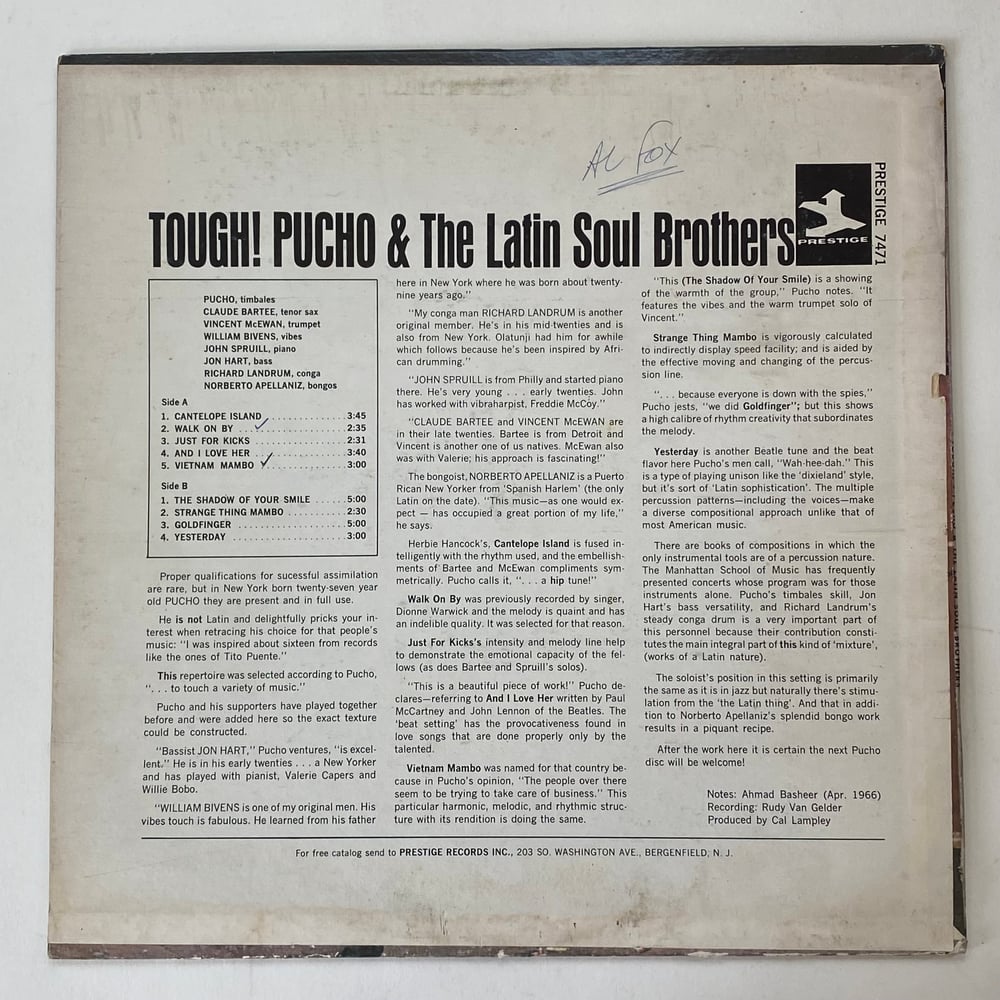 AL FOX
TOUGH! PUCHO & The Latin Soul Brothers
PRESTIGE
PRESTIGE 7471
PUCHO, timbales
CLAUDE BARTEE, tenor sax
VINCENT McEWAN, trumpet
WILLIAM BIVENS, vibes
JOHN SPRUILL, piano
JON HART, bass
RICHARD LANDRUM, conga
NORBERTO APELLANIZ, bongos
Side A
1. CANTELOPE ISLAND ..................3:45
2. WALK ON BY ..................2:35
3. JUST FOR KICKS ..................2:31
4. AND I LOVE HER ..................3:40
5. VIETNAM MAMBO ..................3:00
Side B
1. THE SHADOW OF YOUR SMILE ......5:00
2. STRANGE THING MAMBO ............2:30
3. GOLDFINGER ......................5:00
4. YESTERDAY ........................3:00
Proper qualifications for sucessful assimilation
are rare, but in New York born twenty-seven year
old PUCHO they are present and in full use.
He is not Latin and delightfully pricks your in-
terest when retracing his choice for that people's
music: "I was inspired about sixteen from records
like the ones of Tito Puente."
This repertoire was selected according to Pucho,
". . . to touch a variety of music."
Pucho and his supporters have played together
before and were added here so the exact texture
could be constructed.
"Bassist JON HART," Pucho ventures, "is excel-
lent." He is in his early twenties . . . a New Yorker
and has played with pianist, Valerie Capers and
Willie Bobo.
"WILLIAM BIVENS is one of my original men. His
vibes touch is fabulous. He learned from his father
here in New York where he was born about twenty-
nine years ago."
"My conga man RICHARD LANDRUM is another
original member. He's in his mid-twenties and is
also from New York. Olatunji had him for awhile
which follows because he's been inspired by Afri-
can drumming."
"JOHN SPRUILL is from Philly and started piano
there. He's very young . . . early twenties. John
has worked with vibraharpist, Freddie McCoy."
"CLAUDE BARTEE and VINCENT McEWAN are
in their late twenties. Bartee is from Detroit and
Vincent is another one of us natives. McEwan also
was with Valerie; his approach is fascinating!"
The bongoist, NORBERTO APELLANIZ is a Puerto
Rican New Yorker from 'Spanish Harlem' (the only
Latin on the date). "This music—as one would ex-
pect — has occupied a great portion of my life,"
he says.
Herbie Hancock's, Cantelope Island is fused in-
telligently with the rhythm used, and the embellish-
ments of Bartee and McEwan compliments sym-
metrically. Pucho calls it, ". . . a hip tune!"
Walk On By was previously recorded by singer,
Dionne Warwick and the melody is quaint and has
an indelible quality. It was selected for that reason.
Just For Kicks's intensity and melody line help
to demonstrate the emotional capacity of the fel-
lows (as does Bartee and Spruill's solos).
"This is a beautiful piece of work!" Pucho de-
clares—referring to And I Love Her written by Paul
McCartney and John Lennon of the Beatles. The
'beat setting' has the provocativeness found in
love songs that are done properly only by the
talented.
Vietnam Mambo was named for that country be-
cause in Pucho's opinion, "The people over there
seem to be trying to take care of business." This
particular harmonic, melodic, and rhythmic struc-
ture with its rendition is doing the same.
"This (The Shadow Of Your Smile) is a showing
of the warmth of the group," Pucho notes. "It
features the vibes and the warm trumpet solo of
Vincent."
Strange Thing Mambo is vigorously calculated
to indirectly display speed facility; and is aided by
the effective moving and changing of the percus-
sion line.
". . . because everyone is down with the spies,"
Pucho jests, "we did Goldfinger"; but this shows
a high calibre of rhythm creativity that subordinates
the melody.
Yesterday is another Beatle tune and the beat
flavor here Pucho's men call, "Wah-hee-dah." This
is a type of playing unison like the 'dixieland' style,
but it's sort of 'Latin sophistication'. The multiple
percussion patterns—including the voices—make
a diverse compositional approach unlike that of
most American music.
There are books of compositions in which the
only instrumental tools are of a percussion nature.
The Manhattan School of Music has frequently
presented concerts whose program was for those
instruments alone. Pucho's timbales skill, Jon
Hart's bass versatility, and Richard Landrum's
steady conga drum is a very important part of
this personnel because their contribution consti-
tutes the main integral part of this kind of 'mixture',
(works of a Latin nature).
The soloist's position in this setting is primarily
the same as it is in jazz but naturally there's stimu-
lation from the 'the Latin thing'. And that in addi-
tion to Norberto Apellaniz's splendid bongo work
results in a piquant recipe.
After the work here it is certain the next Pucho
disc will be welcome!
Notes: Ahmad Basheer (Apr. 1966)
Recording: Rudy Van Gelder
Produced by Cal Lampley
For free catalog send to PRESTIGE RECORDS INC., 203 SO. WASHINGTON AVE., BERGENFIELD, N. J.